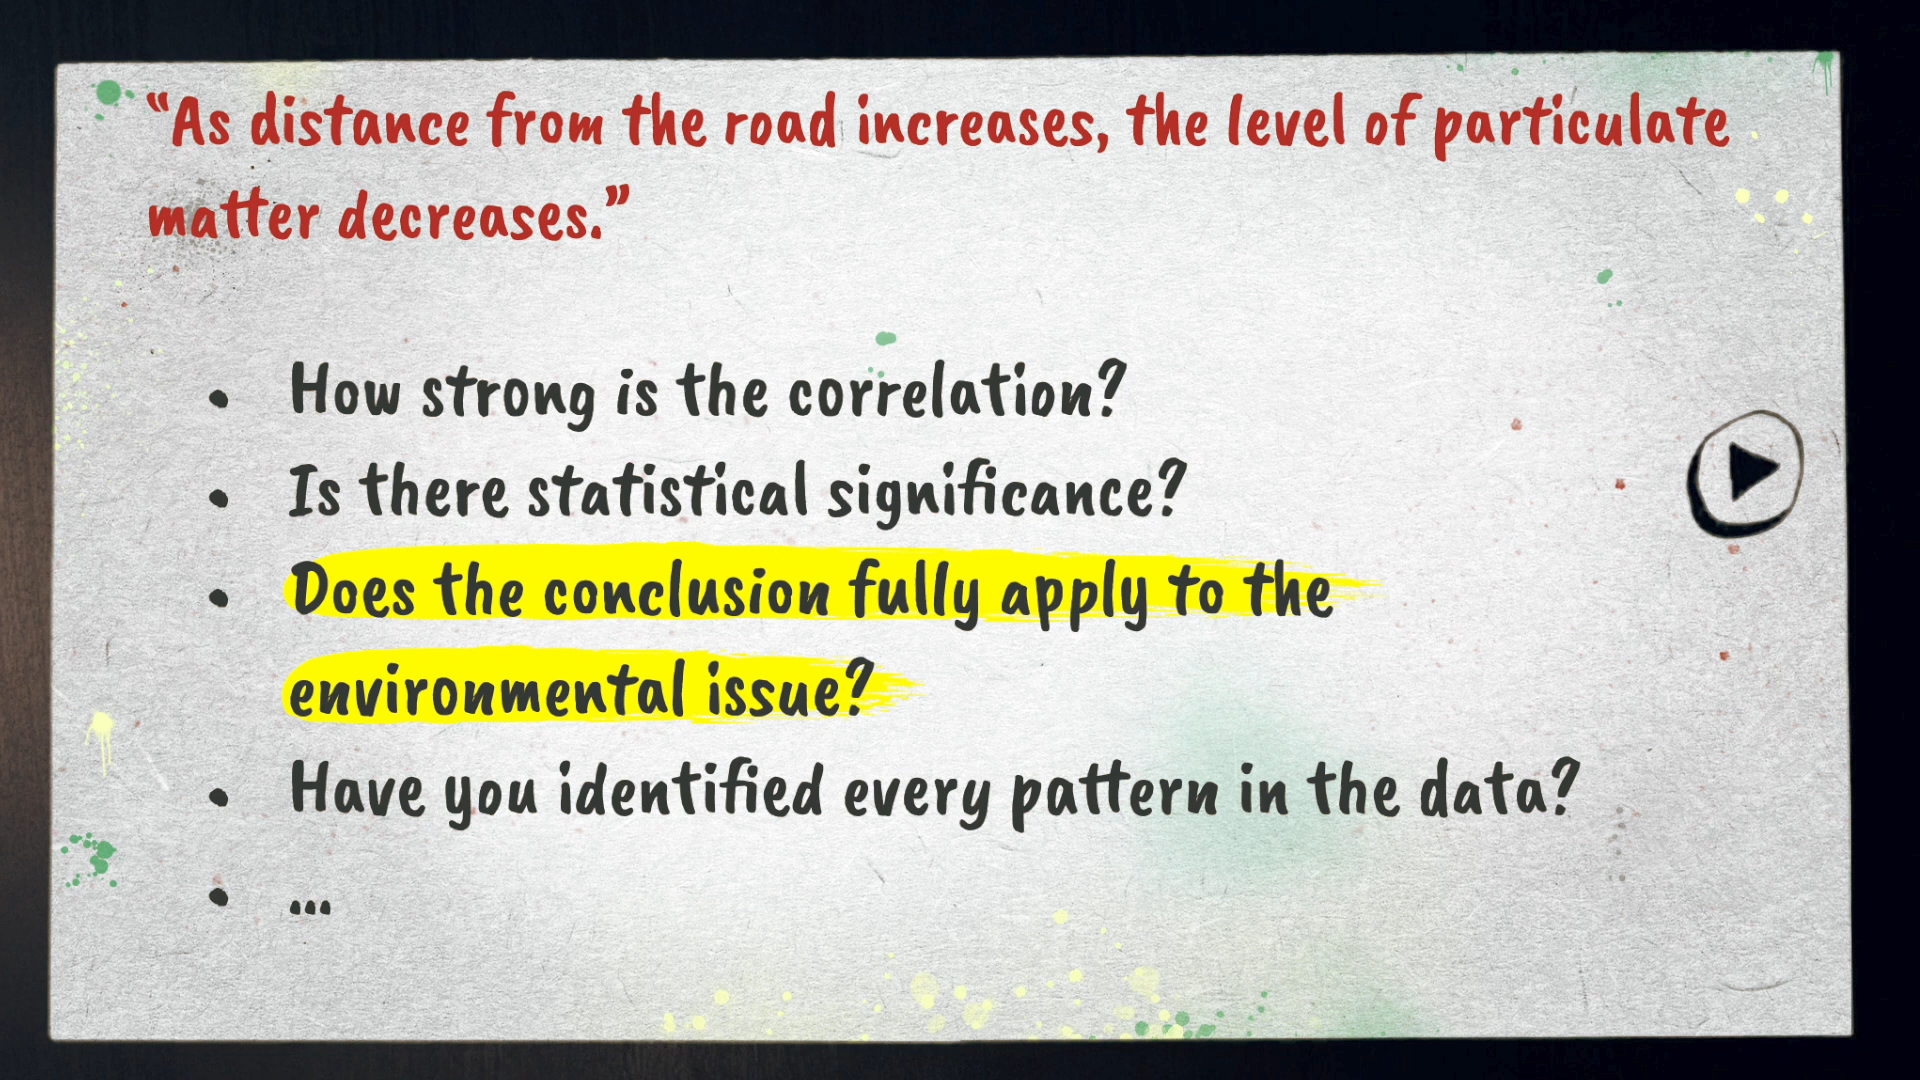 “As distance from the road increases, the level of particulate
matter decreases.”
• How strong is the correlation?
• Is there statistical significance?
• Does the conclusion fully apply to the
environmental issue?
• Have you identified every pattern in the data?
• ...